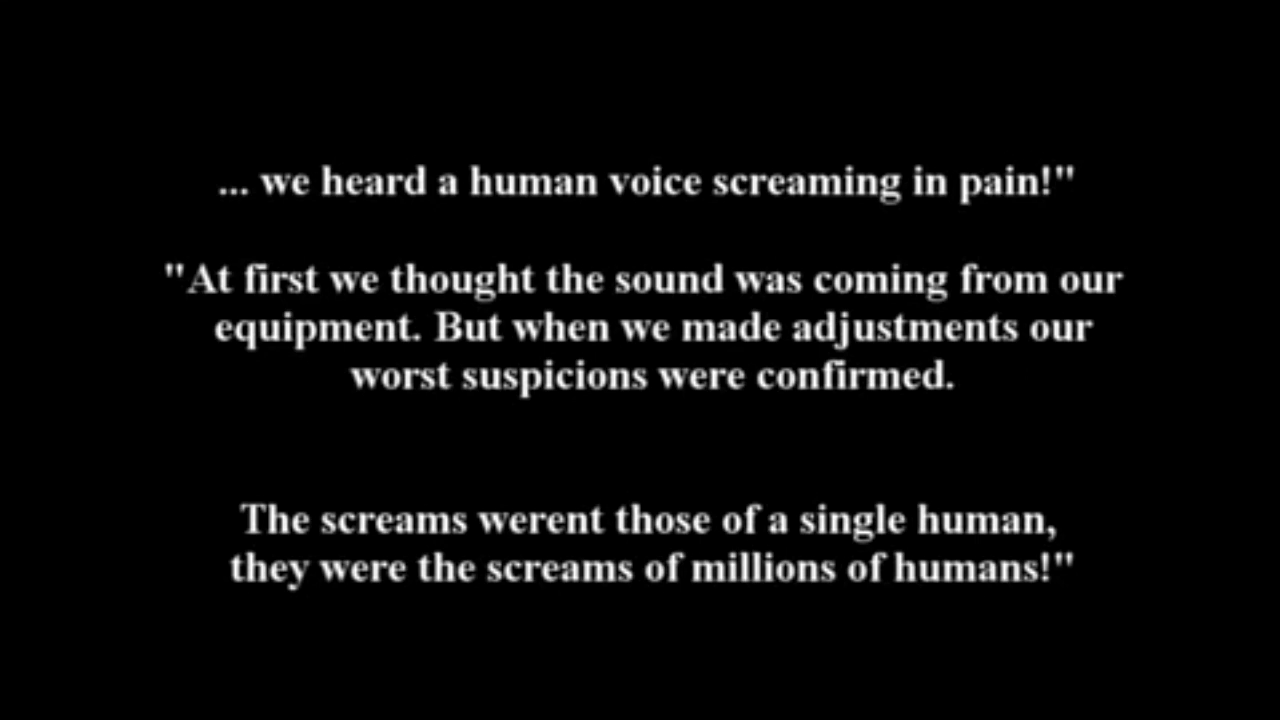 ... we heard a human voice screaming in pain!"
"At first we thought the sound was coming from our
equipment. But when we made adjustments our
worst suspicions were confirmed.
The screams werent those of a single human,
they were the screams of millions of humans!"